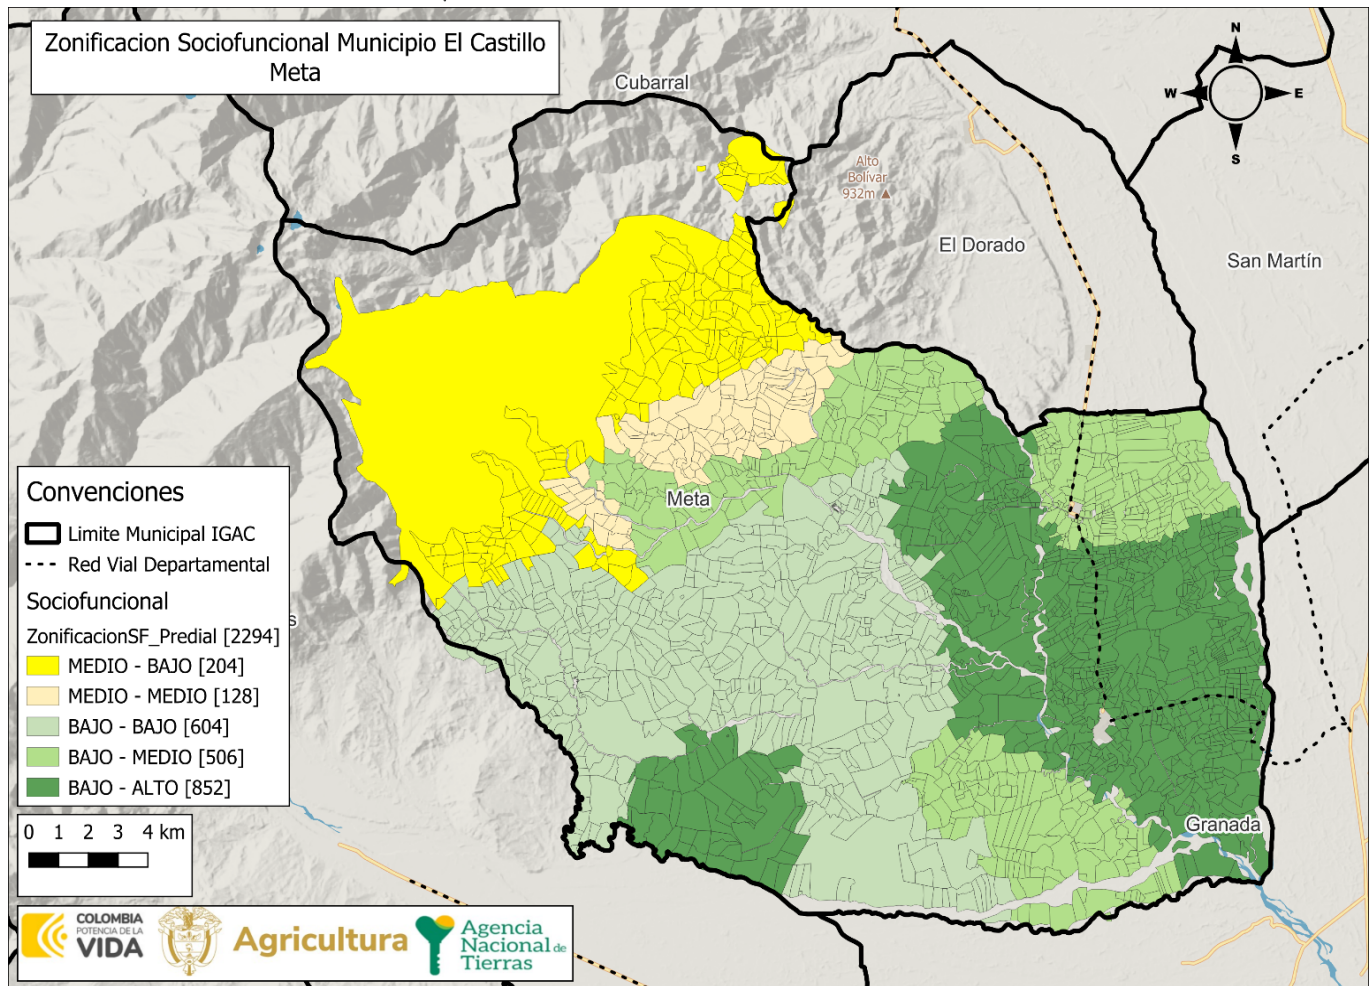 Zonificacion Sociofuncional Municipio El Castillo
Meta
Cubarral
N
W
E
S
Alto
Bolívar
932m ▲
El Dorado
San Martín
Meta
Granada
s
Convenciones
Limite Municipal IGAC
Red Vial Departamental
Sociofuncional
ZonificacionSF_Predial [2294]
MEDIO - BAJO [204]
MEDIO - MEDIO [128]
BAJO - BAJO [604]
BAJO - MEDIO [506]
BAJO - ALTO [852]
0 1 2 3 4 km
COLOMBIA
POTENCIA DE LA
VIDA
Agricultura
Agencia
Nacional de
Tierras